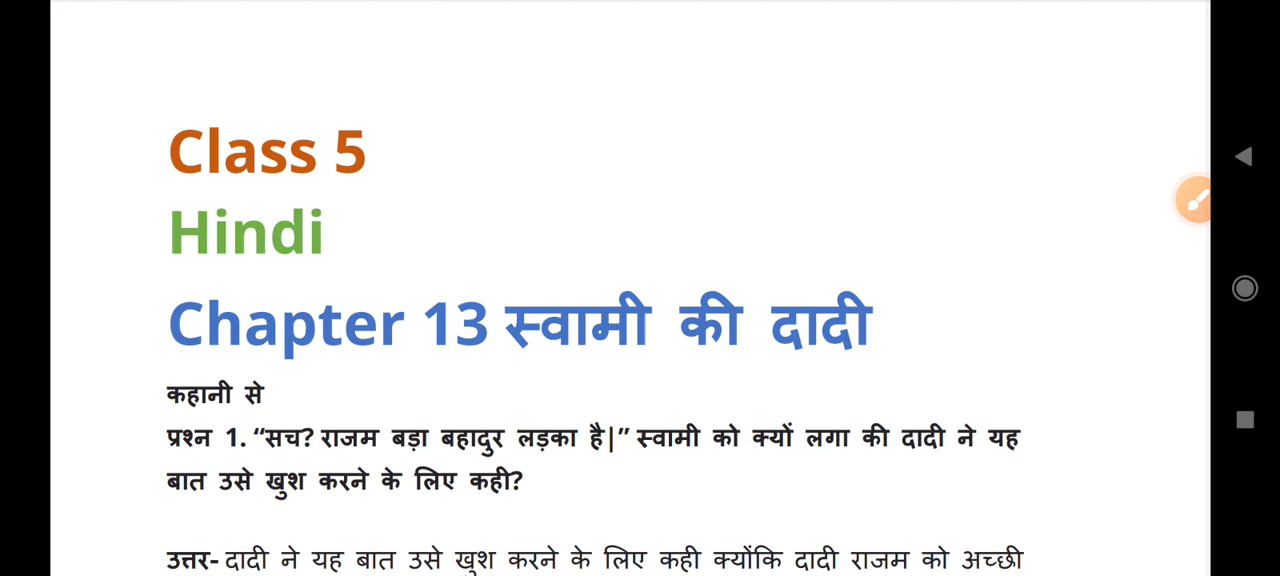 Class 5
Hindi
Chapter 13 स्वामी की दादी
कहानी से
प्रश्न 1. “सच? राजम बड़ा बहादुर लड़का है|” स्वामी को क्यों लगा की दादी ने यह
बात उसे खुश करने के लिए कही?
उत्तर- दादी ने यह बात उसे खुश करने के लिए कही क्योंकि दादी राजम को अच्छी